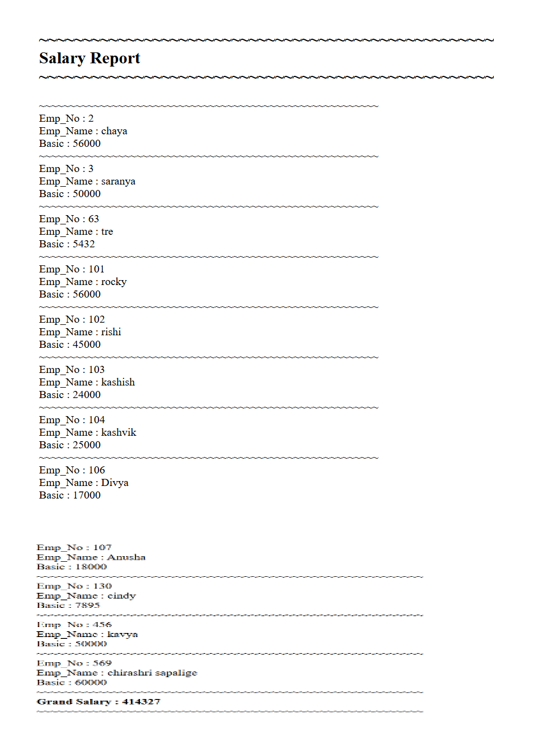 Salary Report
Emp_No : 2
Emp_Name : chaya
Basic : 56000
Emp_No : 3
Emp_Name : saranya
Basic : 50000
Emp_No : 63
Emp_Name : tre
Basic : 5432
Emp_No : 101
Emp_Name : rocky
Basic : 56000
Emp_No : 102
Emp_Name : rishi
Basic : 45000
Emp_No : 103
Emp_Name : kashish
Basic : 24000
Emp_No : 104
Emp_Name : kashvik
Basic : 25000
Emp_No : 106
Emp_Name : Divya
Basic : 17000
Emp_No : 107
Emp_Name : Anusha
Basic : 18000
Emp_No : 130
Emp_Name : cindy
Basic : 7895
Emp_No : 456
Emp_Name : kavya
Basic : 50000
Emp_No : 569
Emp_Name : chirashri sapalige
Basic : 60000
Grand Salary : 414327